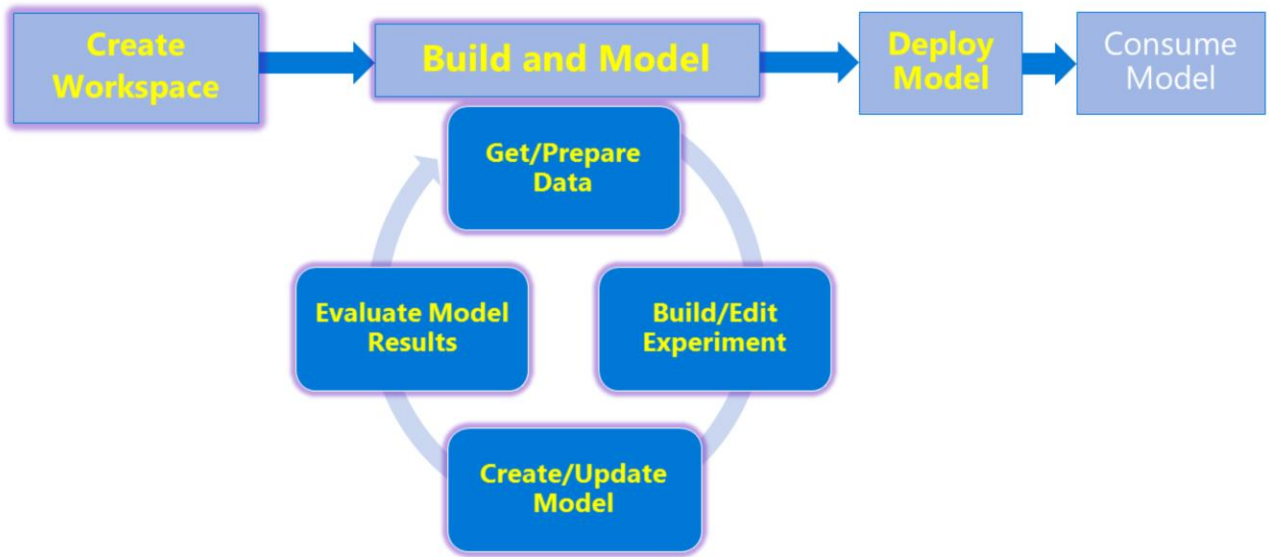 Create
Workspace
Build and Model
Deploy
Model
Consume
Model
Get/Prepare
Data
Evaluate Model
Results
Build/Edit
Experiment
Create/Update
Model